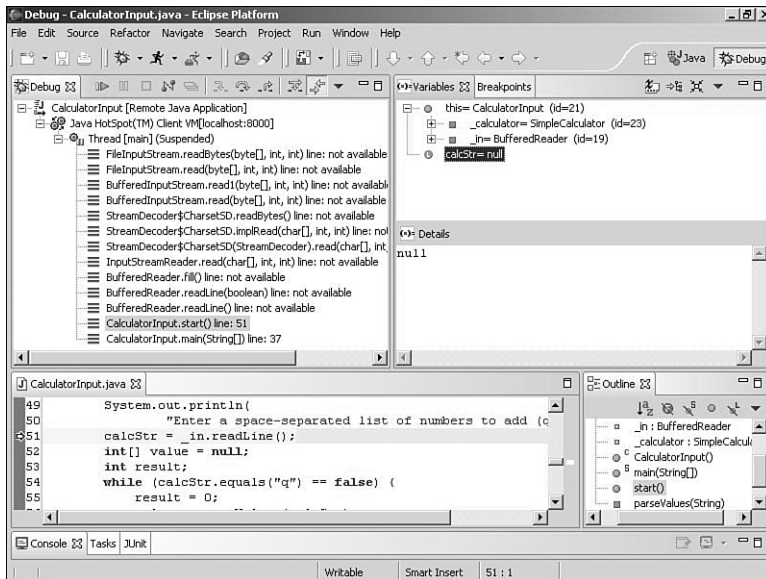 Debug - CalculatorInput.java - Eclipse Platform
File Edit Source Refactor Navigate Search Project Run Window Help
Java Debug
Debug
Variables Breakpoints
CalculatorInput [Remote Java Application]
Java HotSpot(TM) Client VM[localhost:8000]
Thread [main] (Suspended)
FileInputStream.readBytes(byte[], int, int) line: not available
FileInputStream.read(byte[], int, int) line: not available
BufferedInputStream.read1(byte[], int, int) line: not availabl
BufferedInputStream.read(byte[], int, int) line: not available
StreamDecoder$CharsetSD.readBytes() line: not available
StreamDecoder$CharsetSD.implRead(char[], int, int) line: not
StreamDecoder$CharsetSD(StreamDecoder).read(char[], int,
InputStreamReader.read(char[], int, int) line: not available
BufferedReader.fill() line: not available
BufferedReader.readLine(boolean) line: not available
BufferedReader.readLine() line: not available
CalculatorInput.start() line: 51
CalculatorInput.main(String[]) line: 37
this= CalculatorInput (id=21)
_calculator= SimpleCalculator (id=23)
_in= BufferedReader (id=19)
calcStr= null
Details
null
CalculatorInput.java
49 System.out.println(
50 "Enter a space-separated list of numbers to add (q
51 calcStr = _in.readLine();
52 int[] value = null;
53 int result;
54 while (calcStr.equals("q") == false) {
55 result = 0;
Outline
_in : BufferedReader
_calculator : SimpleCalcula
CalculatorInput()
main(String[])
start()
parseValues(String)
Console Tasks JUnit
Writable Smart Insert 51 : 1